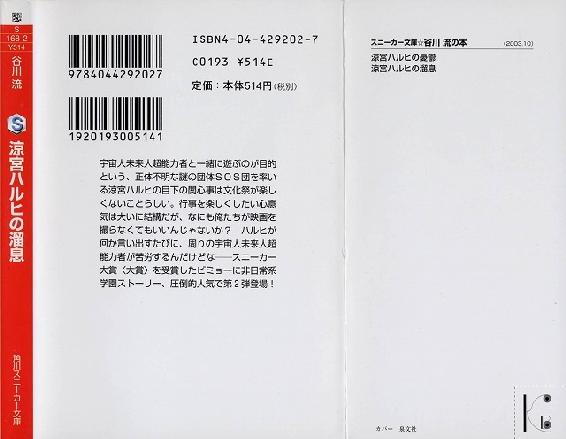 S
168-2
¥514
谷川 流
S
涼宮ハルヒの溜息
角川スニーカー文庫
9784044292027
1920193005141
ISBN4-04-429202-7
C0193 ¥514E
定価：本体514円(税別)
宇宙人未来人超能力者と一緒に遊ぶのが目的
という、正体不明な謎の団体SOS団を率い
る涼宮ハルヒの目下の関心事は文化祭が楽し
くないことらしい。行事を楽しくしたい心意
気は大いに結構だが、なにも俺たちが映画を
撮らなくてもいいんじゃないか？ ハルヒが
何か言い出すたびに、周りの宇宙人未来人超
能力者が苦労するんだけどな――スニーカー
大賞〈大賞〉を受賞したビミョーに非日常系
学園ストーリー、圧倒的人気で第2弾登場！
スニーカー文庫☆谷川 流の本 (2003.10)
涼宮ハルヒの憂鬱
涼宮ハルヒの溜息
カバー 暁文社
K